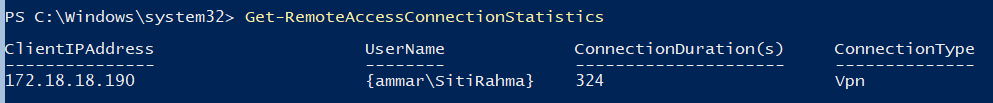 PS C:\Windows\system32> Get-RemoteAccessConnectionStatistics
ClientIPAddress UserName ConnectionDuration(s) ConnectionType
--------------- -------- --------------------- --------------
172.18.18.190 {ammar\SitiRahma} 324 Vpn